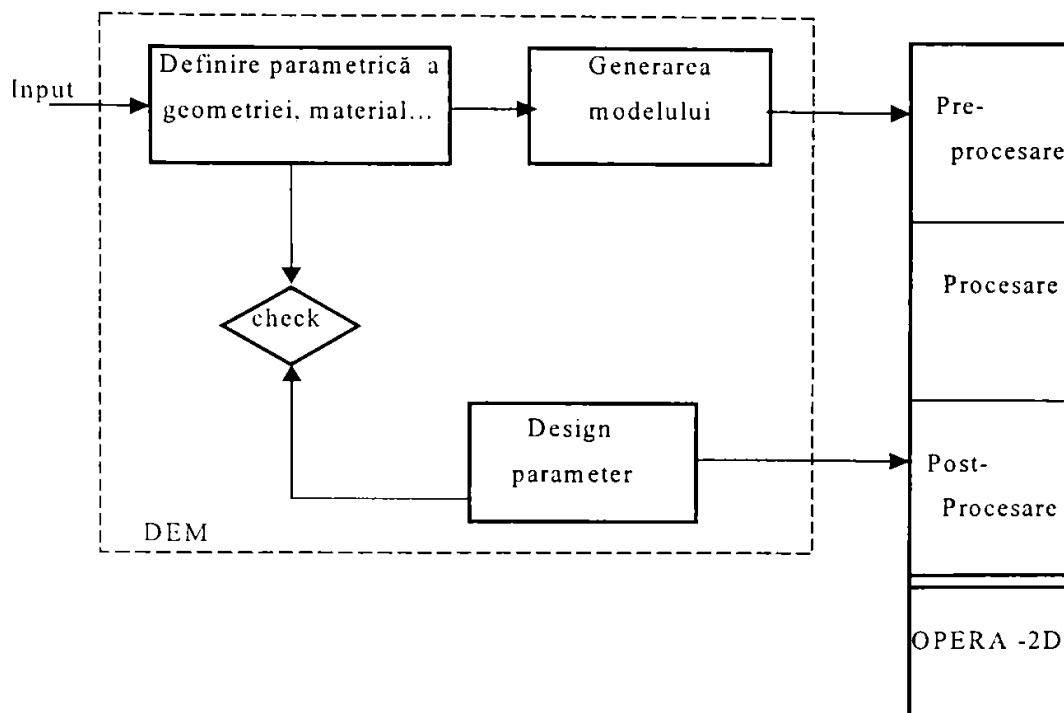 Input
Definire parametrică a
geometriei, material...
Generarea
modelului
Pre-
procesare
Procesare
check
Design
parameter
Post-
Procesare
DEM
OPERA -2D